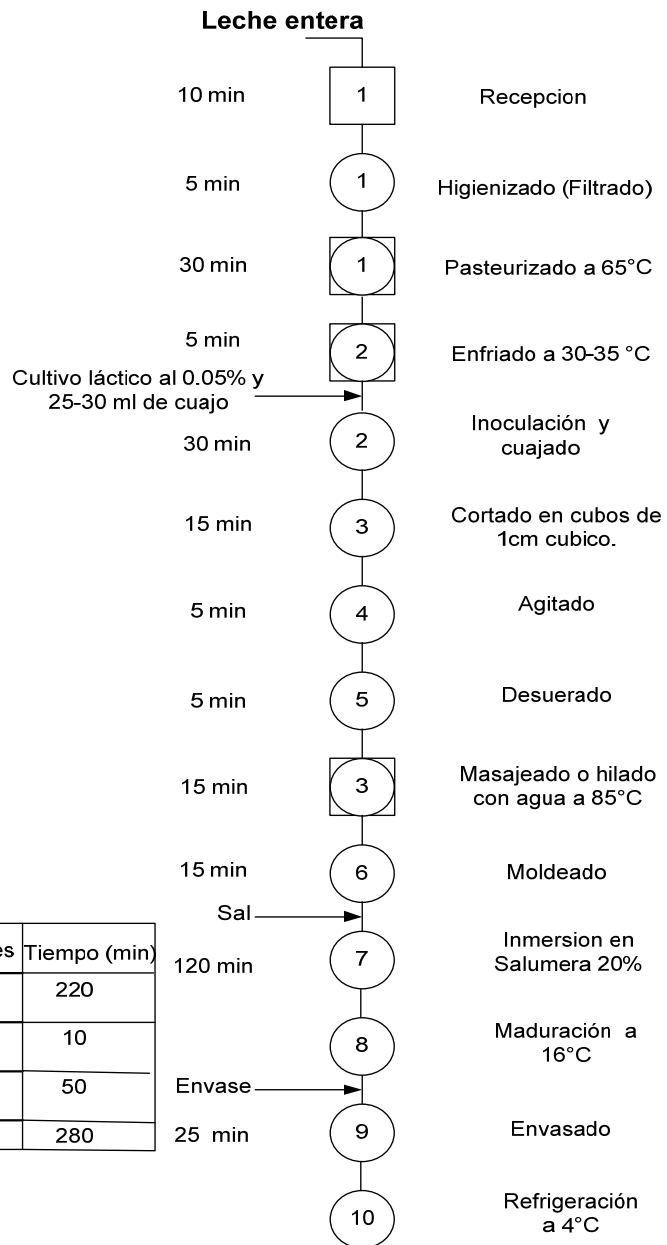 Leche entera
10 min 1 Recepcion
5 min 1 Higienizado (Filtrado)
30 min 1 Pasteurizado a 65°C
5 min 2 Enfriado a 30-35 °C
Cultivo láctico al 0.05% y
25-30 ml de cuajo
30 min 2 Inoculación y
cuajado
15 min 3 Cortado en cubos de
1cm cubico.
5 min 4 Agitado
5 min 5 Desuerado
15 min 3 Masajeado o hilado
con agua a 85°C
15 min 6 Moldeado
Sal
120 min 7 Inmersion en
Salumera 20%
8 Maduración a
16°C
Envase
25 min 9 Envasado
10 Refrigeración
a 4°C
es Tiempo (min)
220
10
50
280